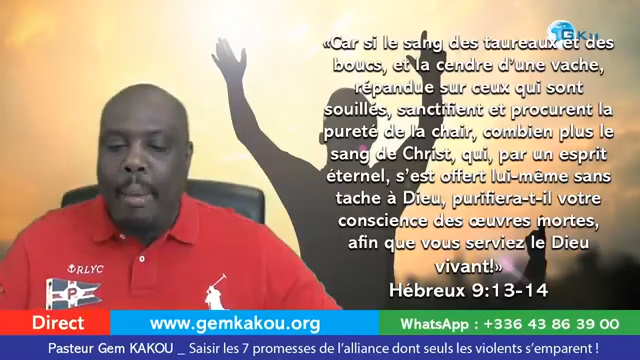 GKtv
«Car si le sang des taureaux et des
boucs, et la cendre d’une vache,
répandue sur ceux qui sont
souillés, sanctifient et procurent la
pureté de la chair, combien plus le
sang de Christ, qui, par un esprit
éternel, s’est offert lui-même sans
tache à Dieu, purifiera-t-il votre
conscience des œuvres mortes,
afin que vous serviez le Dieu
vivant!»
Hébreux 9:13-14
RLYC
P
Direct
www.gemkakou.org
WhatsApp : +336 43 86 39 00
Pasteur Gem KAKOU _ Saisir les 7 promesses de l’alliance dont seuls les violents s’emparent !